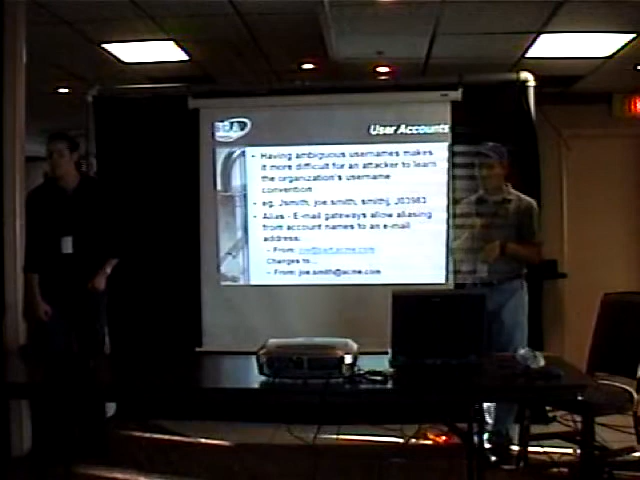 User Accounts
• Having ambiguous usernames makes
it more difficult for an attacker to learn
the organization's username
convention
• eg. Jsmith, joe.smith, smithj, J03983
• Alias - E-mail gateways allow aliasing
from account names to an e-mail
address:
– From:
Changes to...
– From: joe.smith@acme.com